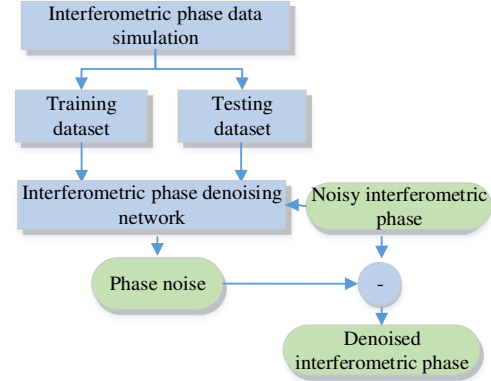 Interferometric phase data
simulation
Training
dataset
Testing
dataset
Interferometric phase denoising
network
Noisy interferometric
phase
Phase noise
-
Denoised
interferometric phase